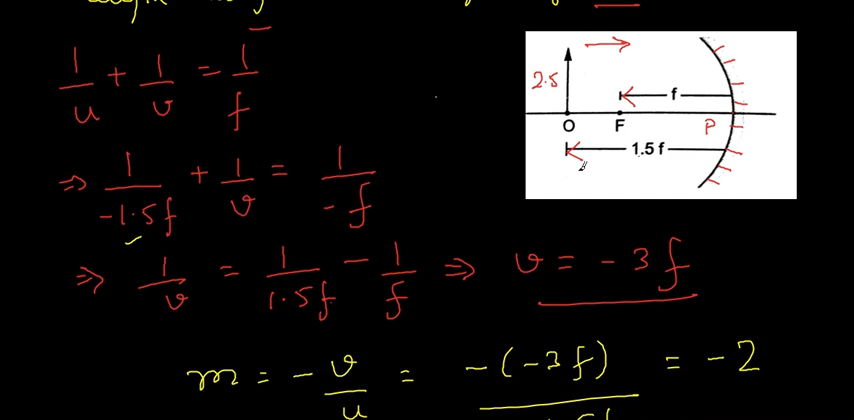 1/u + 1/v = 1/f
⇒ 1/-1.5f + 1/v = 1/-f
⇒ 1/v = 1/1.5f - 1/f ⇒ v = -3f
m = - v/u = -(-3f) = -2
2.5
f
O F P
1.5 f